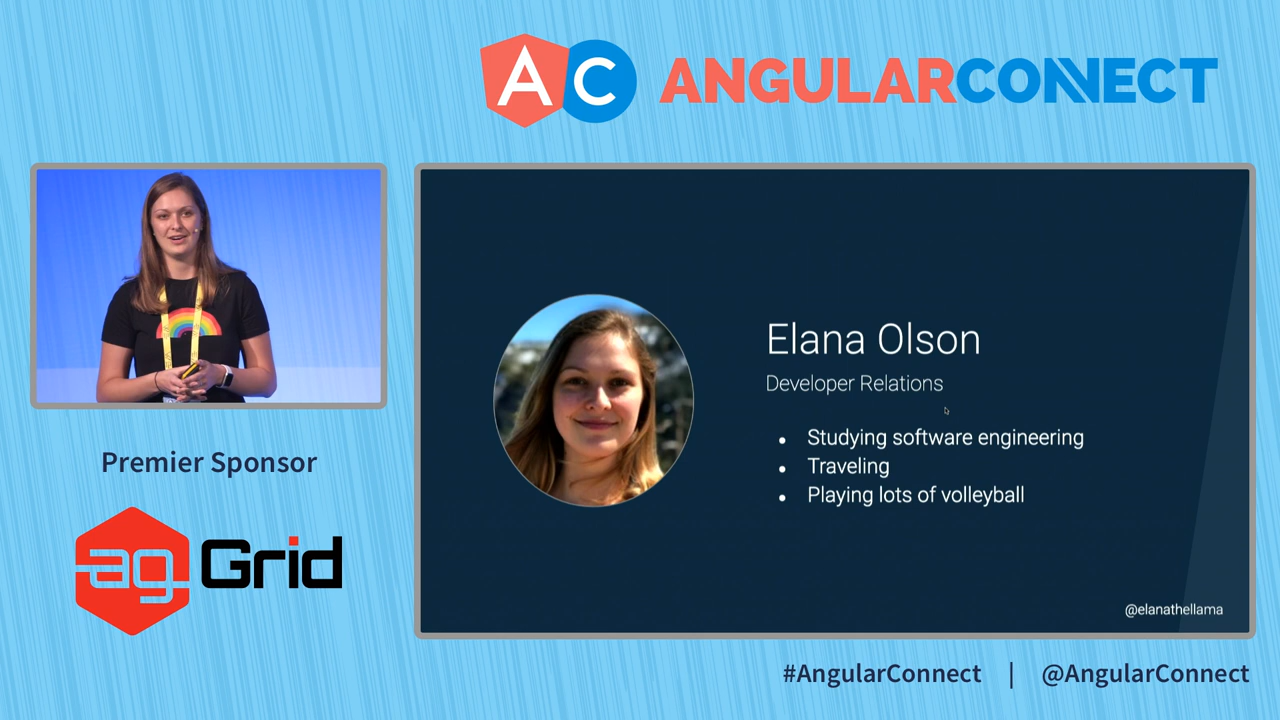 AC ANGULARCONNECT
Elana Olson
Developer Relations
• Studying software engineering
• Traveling
• Playing lots of volleyball
@elanathellama
Premier Sponsor
ag Grid
#AngularConnect | @AngularConnect